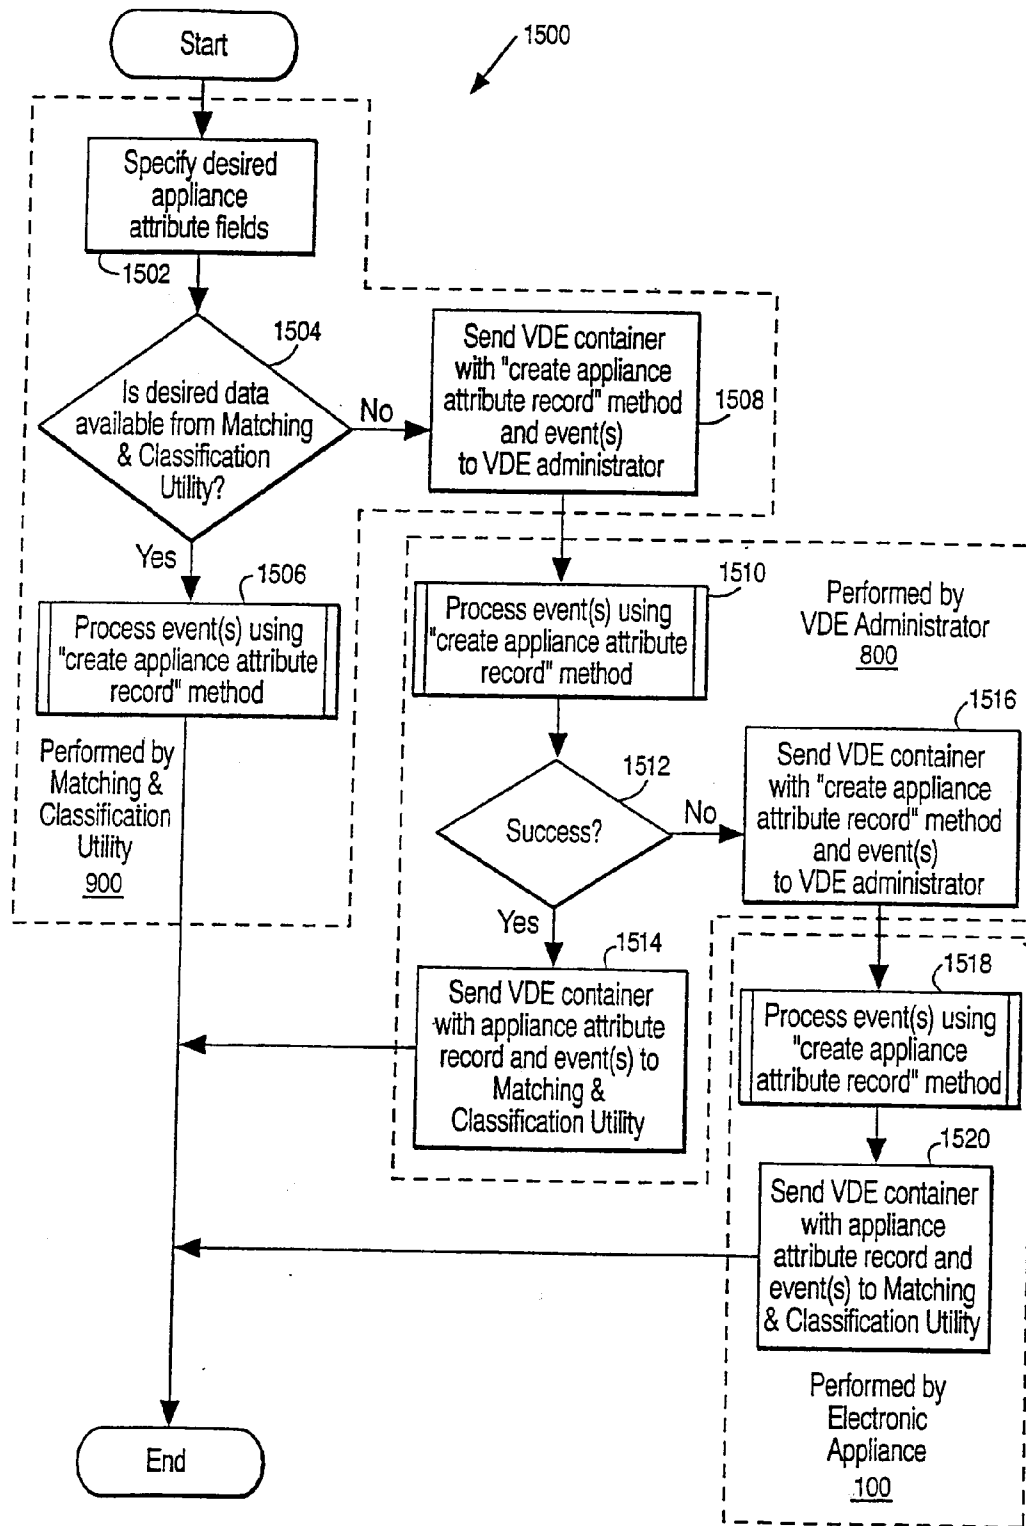 Start
1500
Specify desired
appliance
attribute fields
1502
1504
Is desired data
available from Matching
& Classification
Utility?
No
Yes
Send VDE container
with "create appliance
attribute record" method
and event(s)
to VDE administrator
1508
1506
Process event(s) using
"create appliance attribute
record" method
Performed by
Matching &
Classification
Utility
900
1510
Process event(s) using
"create appliance attribute
record" method
Performed by
VDE Administrator
800
1512
Success?
No
Yes
1516
Send VDE container
with "create appliance
attribute record" method
and event(s)
to VDE administrator
1514
Send VDE container
with appliance attribute
record and event(s) to
Matching &
Classification Utility
1518
Process event(s) using
"create appliance
attribute record" method
1520
Send VDE container
with appliance
attribute record and
event(s) to Matching
& Classification Utility
Performed by
Electronic
Appliance
100
End